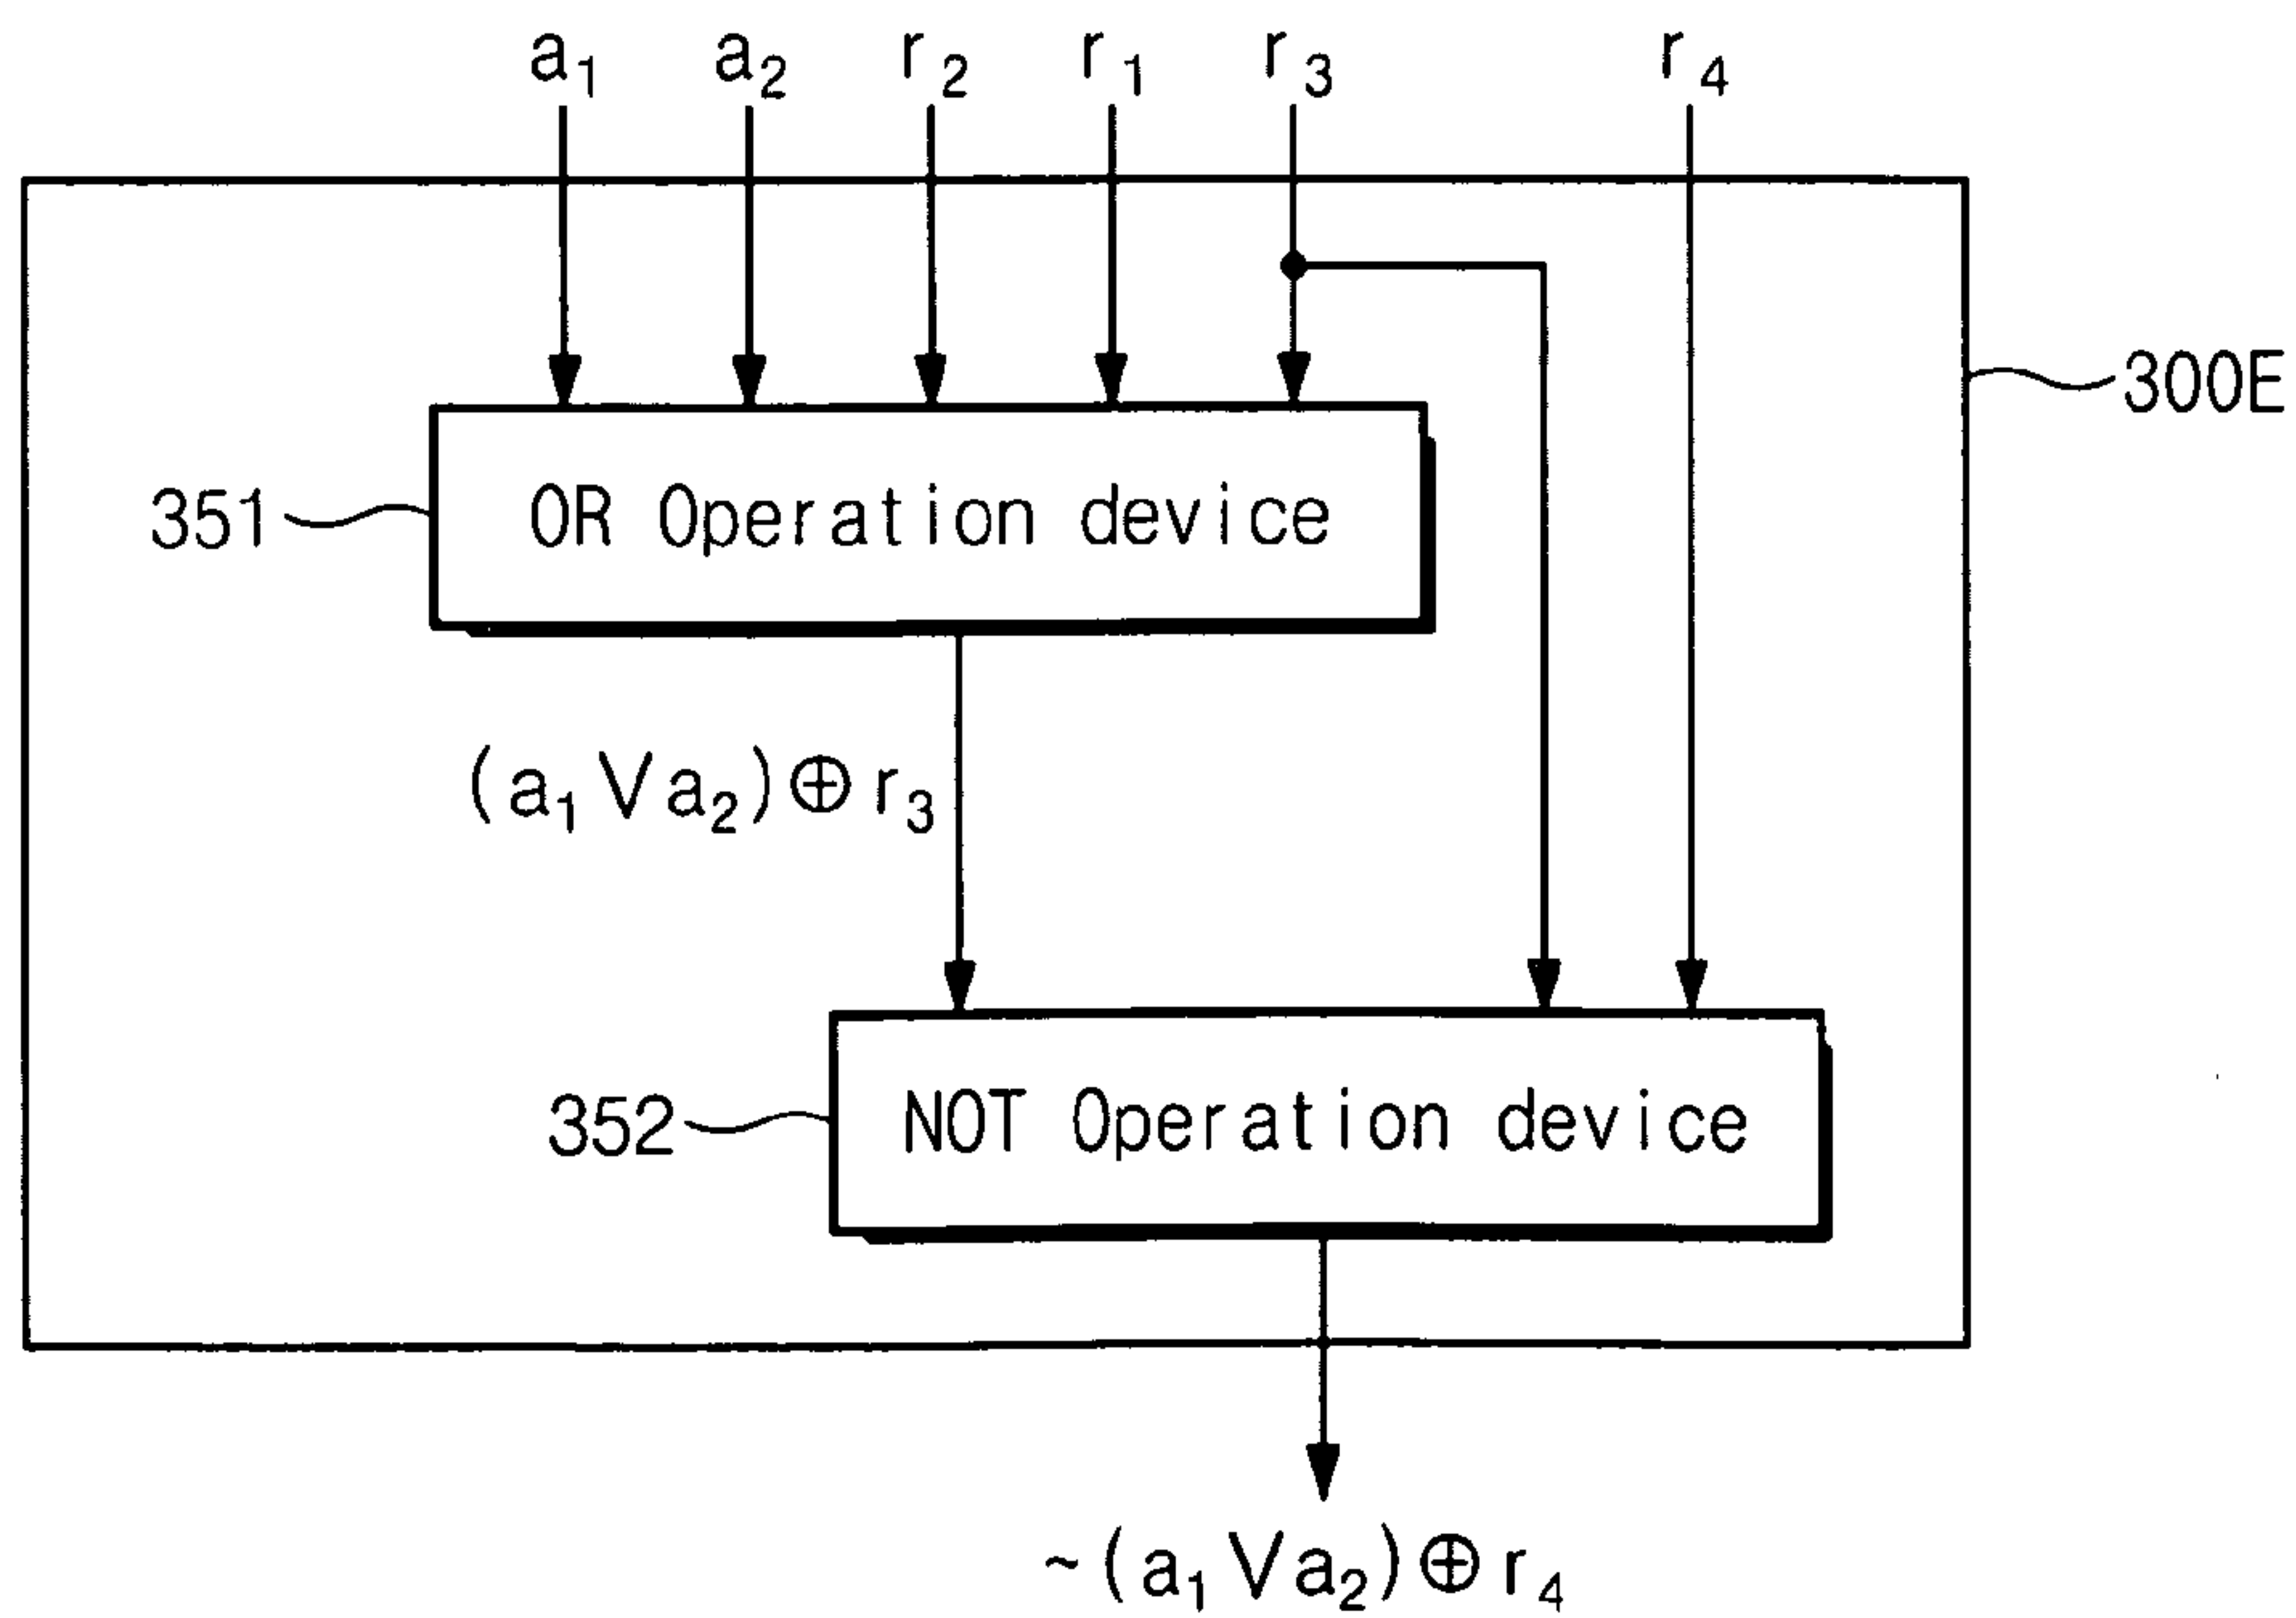 a₁ a₂ r₂ r₁ r₃ r₄
300E
351 OR Operation device
(a₁Va₂)⊕r₃
352 NOT Operation device
~(a₁Va₂)⊕r₄